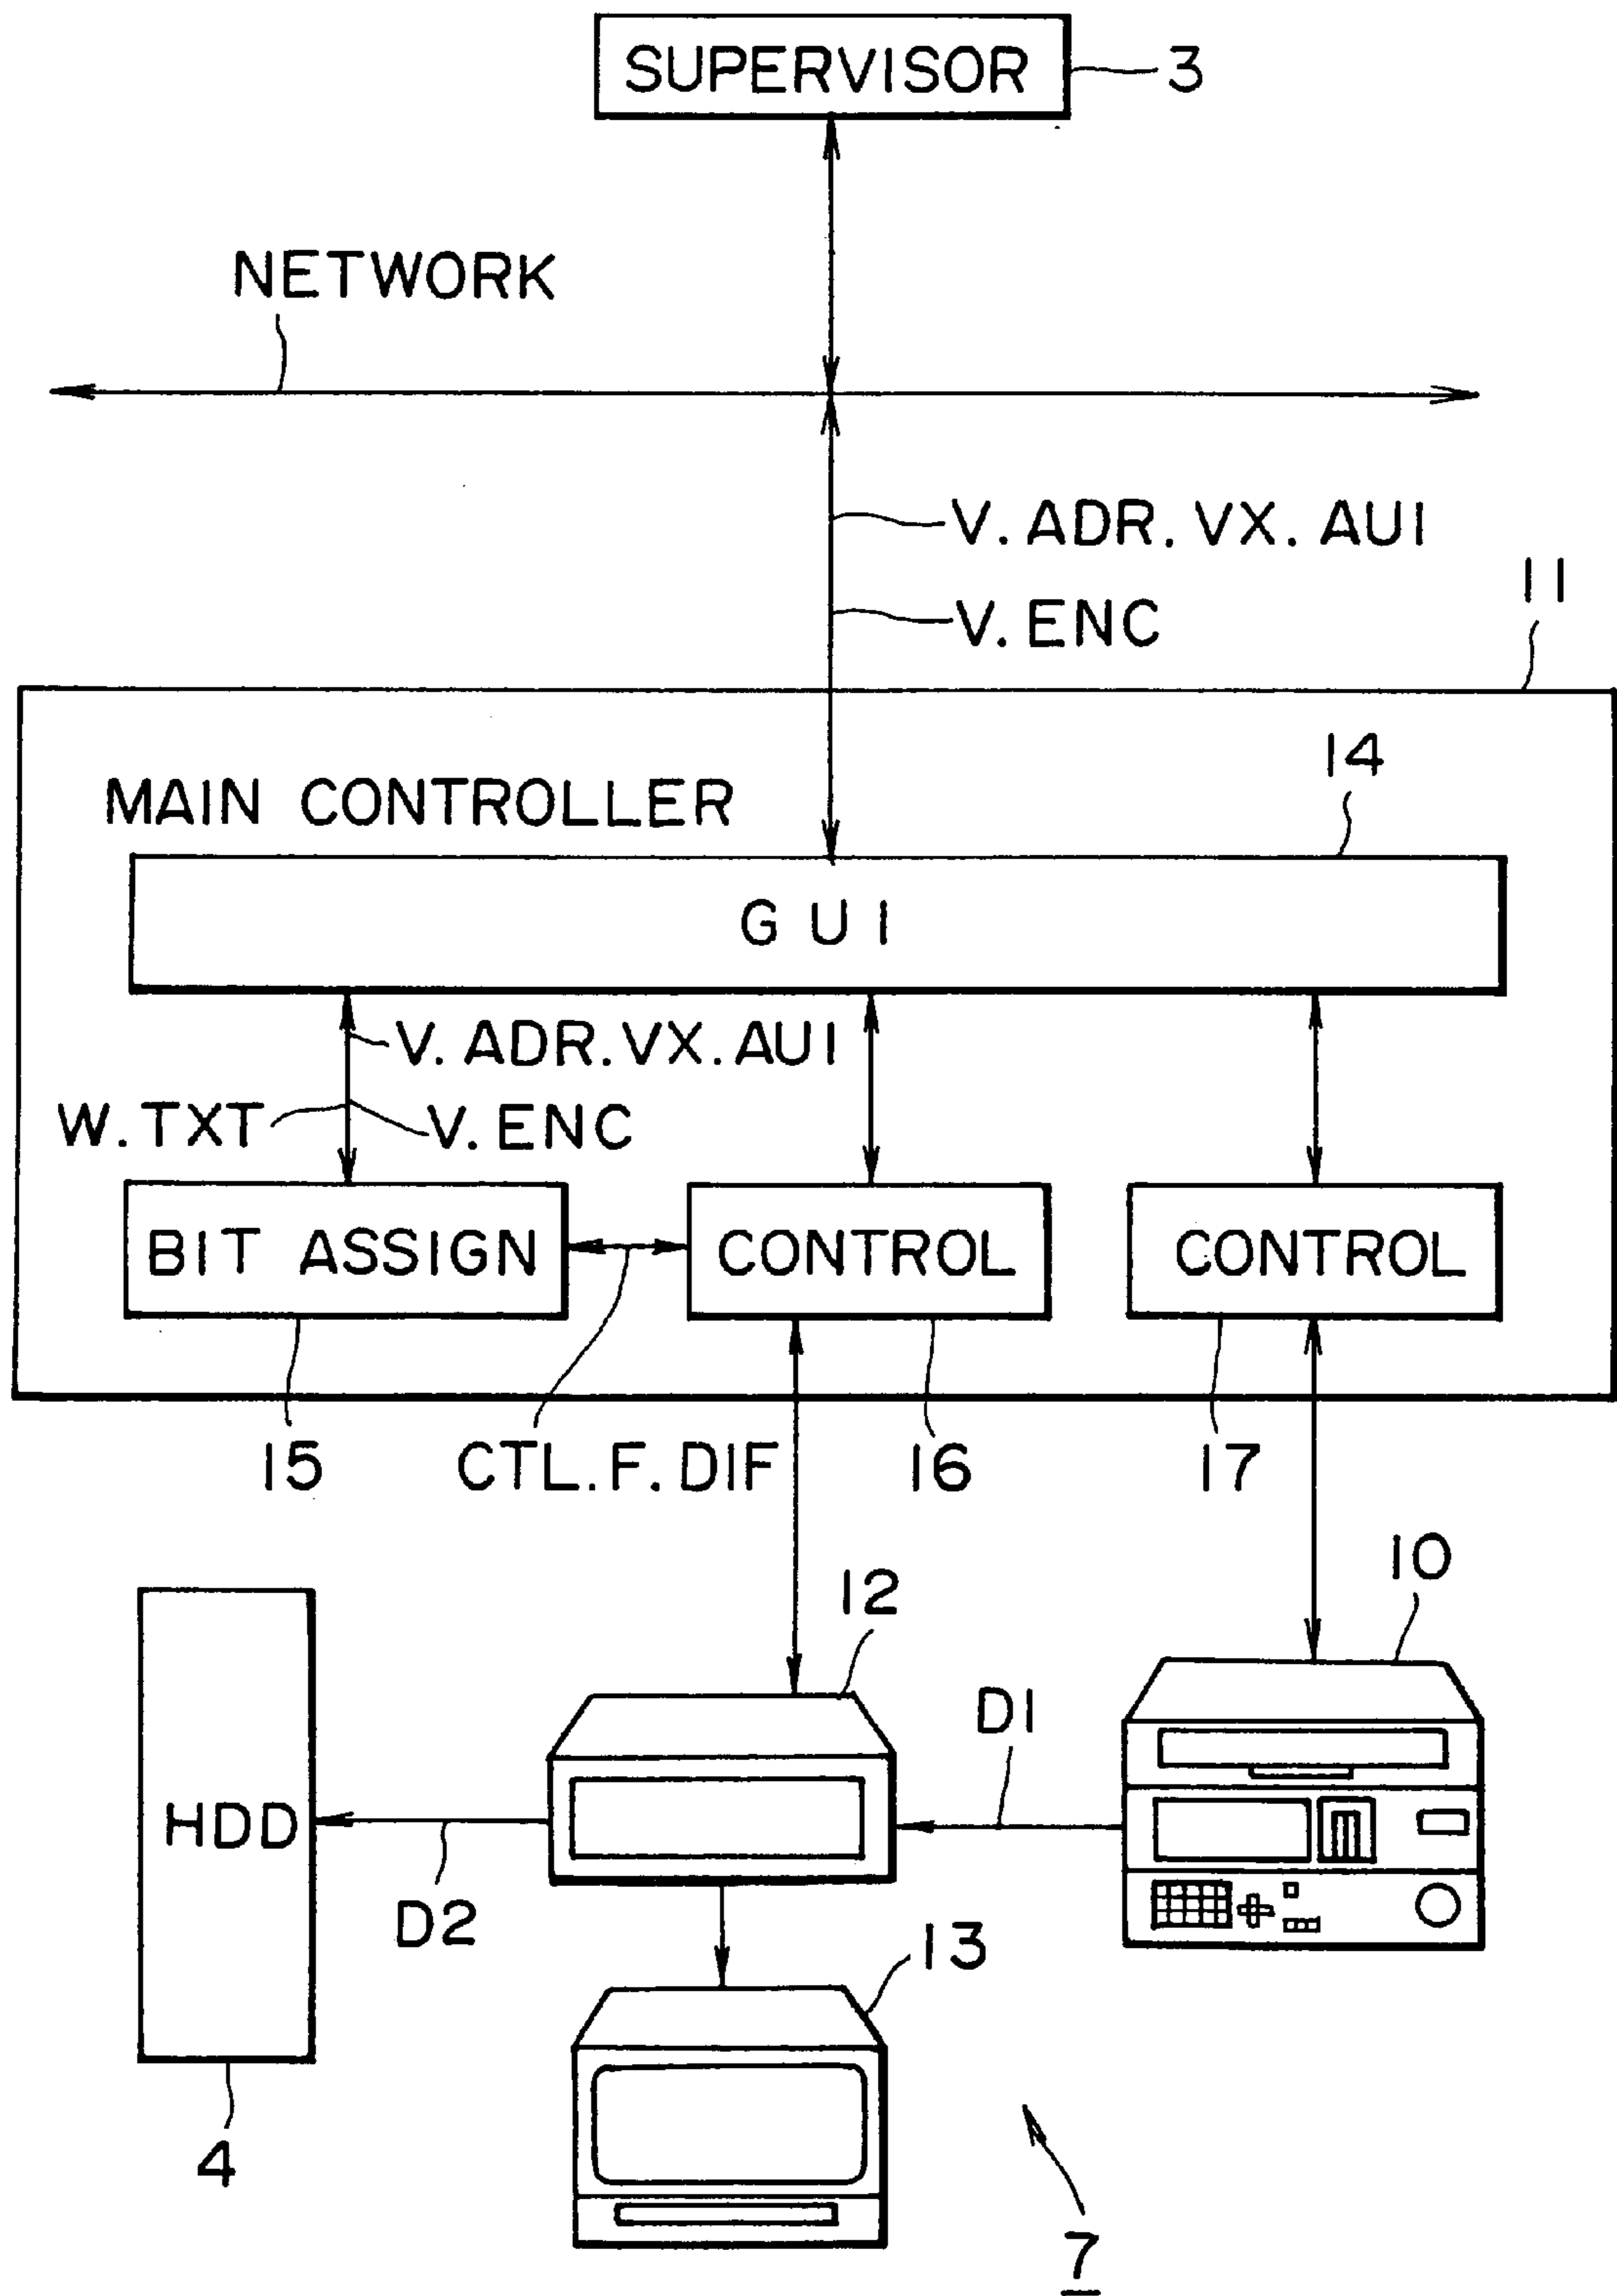 SUPERVISOR 3
NETWORK
V. ADR. VX. AUI
V. ENC
11
MAIN CONTROLLER
14
GUI
V. ADR. VX. AUI
W. TXT V. ENC
BIT ASSIGN CONTROL CONTROL
15 CTL. F. DIF 16 17
12 10
HDD D2 D1
13
4
7